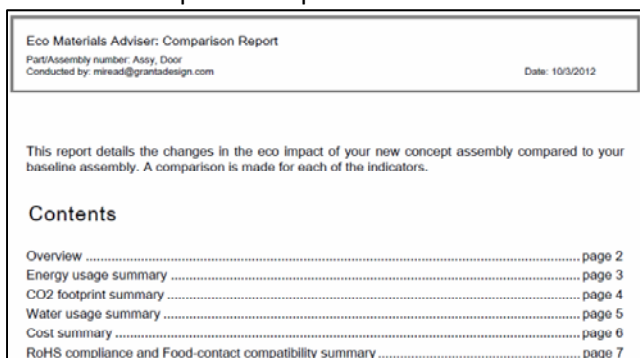 Eco Materials Adviser: Comparison Report
Part/Assembly number: Assy, Door
Conducted by: miread@grantadesign.com Date: 10/3/2012
This report details the changes in the eco impact of your new concept assembly compared to your
baseline assembly. A comparison is made for each of the indicators.
Contents
Overview ........ page 2
Energy usage summary ........ page 3
CO2 footprint summary ........ page 4
Water usage summary ........ page 5
Cost summary ........ page 6
RoHS compliance and Food-contact compatibility summary ........ page 7